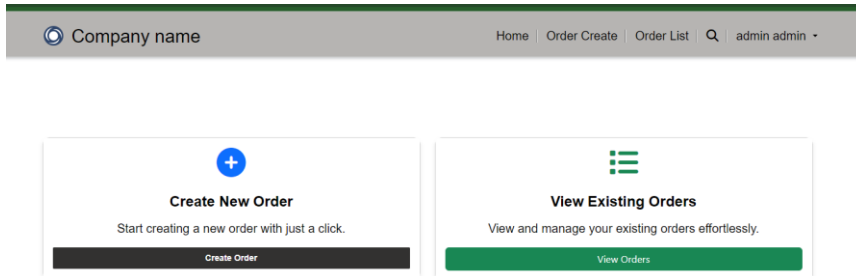 Company name
Home Order Create Order List admin admin
Create New Order
Start creating a new order with just a click.
Create Order
View Existing Orders
View and manage your existing orders effortlessly.
View Orders